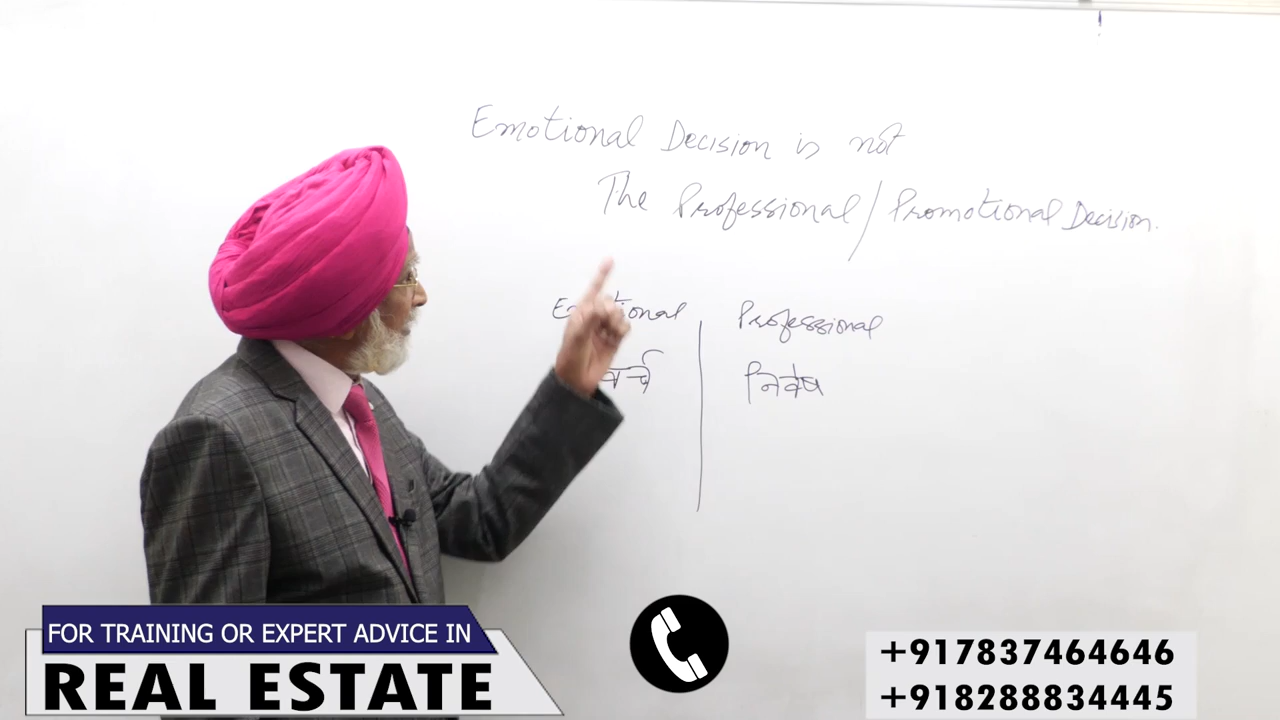 Emotional Decision is not
The Professional / Promotional Decision.
Professional
FOR TRAINING OR EXPERT ADVICE IN
REAL ESTATE
+917837464646
+918288834445